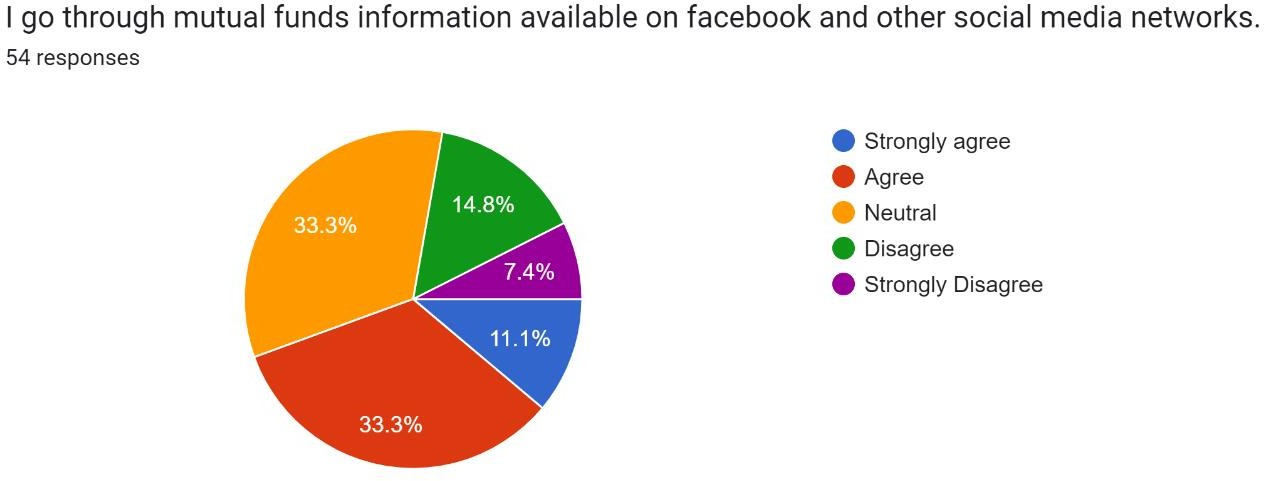 I go through mutual funds information available on facebook and other social media networks.
54 responses
Strongly agree
Agree
Neutral
Disagree
Strongly Disagree
14.8%
33.3%
7.4%
11.1%
33.3%